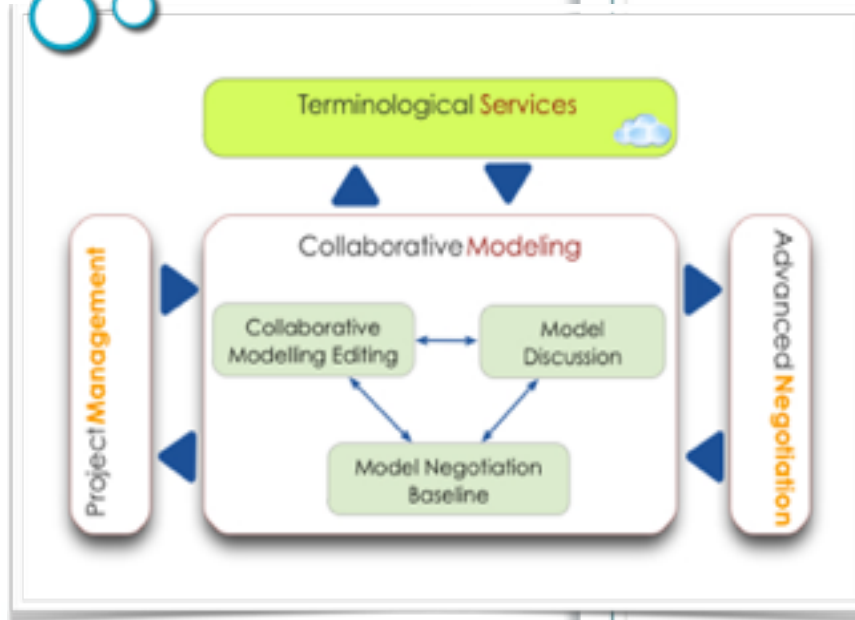 Terminological Services
Project Management
Collaborative Modeling
Collaborative
Modelling Editing
Model
Discussion
Model Negotiation
Baseline
Advanced Negotiation